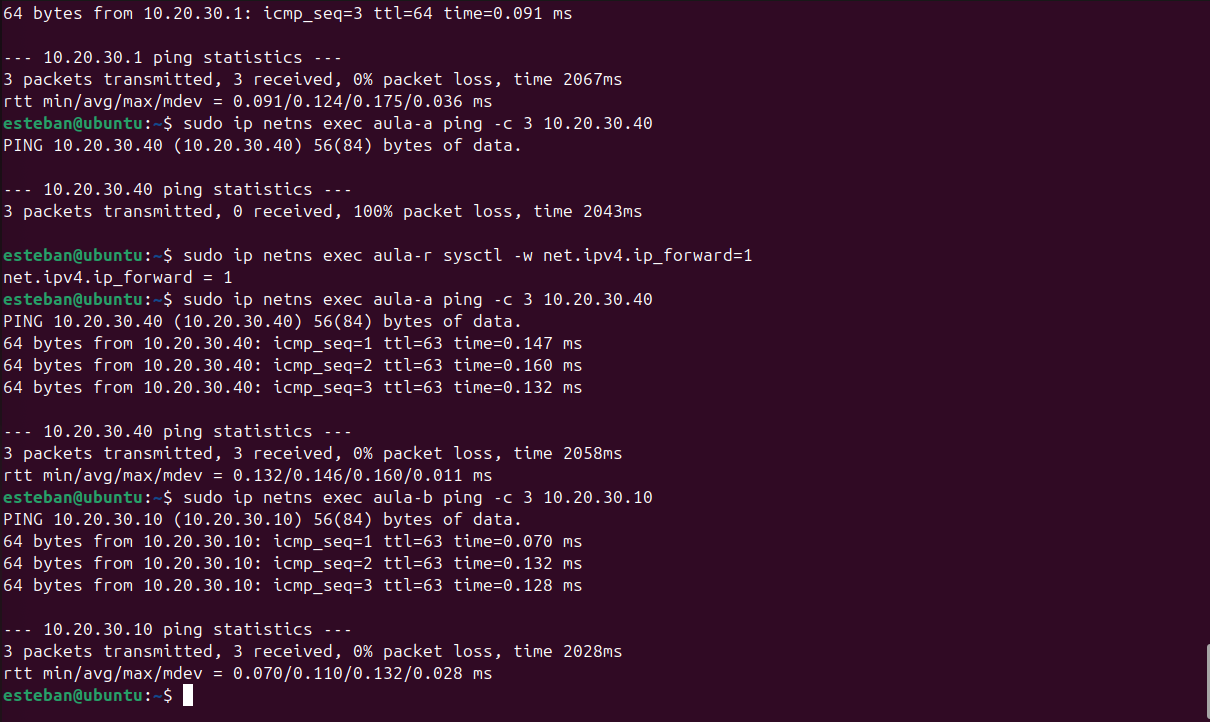 64 bytes from 10.20.30.1: icmp_seq=3 ttl=64 time=0.091 ms
--- 10.20.30.1 ping statistics ---
3 packets transmitted, 3 received, 0% packet loss, time 2067ms
rtt min/avg/max/mdev = 0.091/0.124/0.175/0.036 ms
esteban@ubuntu:~$ sudo ip netns exec aula-a ping -c 3 10.20.30.40
PING 10.20.30.40 (10.20.30.40) 56(84) bytes of data.
--- 10.20.30.40 ping statistics ---
3 packets transmitted, 0 received, 100% packet loss, time 2043ms
esteban@ubuntu:~$ sudo ip netns exec aula-r sysctl -w net.ipv4.ip_forward=1
net.ipv4.ip_forward = 1
esteban@ubuntu:~$ sudo ip netns exec aula-a ping -c 3 10.20.30.40
PING 10.20.30.40 (10.20.30.40) 56(84) bytes of data.
64 bytes from 10.20.30.40: icmp_seq=1 ttl=63 time=0.147 ms
64 bytes from 10.20.30.40: icmp_seq=2 ttl=63 time=0.160 ms
64 bytes from 10.20.30.40: icmp_seq=3 ttl=63 time=0.132 ms
--- 10.20.30.40 ping statistics ---
3 packets transmitted, 3 received, 0% packet loss, time 2058ms
rtt min/avg/max/mdev = 0.132/0.146/0.160/0.011 ms
esteban@ubuntu:~$ sudo ip netns exec aula-b ping -c 3 10.20.30.10
PING 10.20.30.10 (10.20.30.10) 56(84) bytes of data.
64 bytes from 10.20.30.10: icmp_seq=1 ttl=63 time=0.070 ms
64 bytes from 10.20.30.10: icmp_seq=2 ttl=63 time=0.132 ms
64 bytes from 10.20.30.10: icmp_seq=3 ttl=63 time=0.128 ms
--- 10.20.30.10 ping statistics ---
3 packets transmitted, 3 received, 0% packet loss, time 2028ms
rtt min/avg/max/mdev = 0.070/0.110/0.132/0.028 ms
esteban@ubuntu:~$